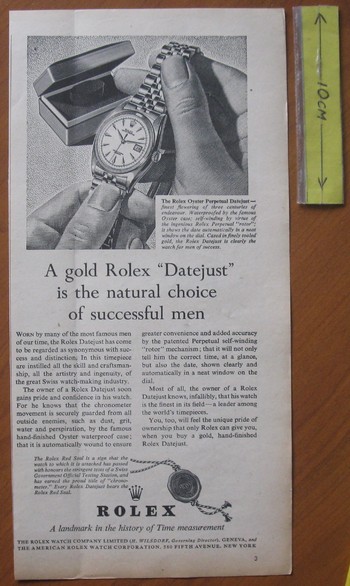 10CM
The Rolex Oyster Perpetual Datejust—
finest flowering of three centuries of
endeavour. Waterproofed by the famous
Oyster case; self-winding by virtue of
the ingenious Rolex Perpetual "rotor";
it shows the date automatically in a neat
window on the dial. Cased in finely tooled
gold, the Rolex Datejust is clearly the
watch for men of success.
A gold Rolex "Datejust"
is the natural choice
of successful men
WORN by many of the most famous men
of our time, the Rolex Datejust has come
to be regarded as synonymous with suc-
cess and distinction. In this timepiece
are instilled all the skill and craftsman-
ship, all the artistry and ingenuity, of
the great Swiss watch-making industry.
The owner of a Rolex Datejust soon
gains pride and confidence in his watch.
For he knows that the chronometer
movement is securely guarded from all
outside enemies, such as dust, grit,
water and perspiration, by the famous
hand-finished Oyster waterproof case;
that it is automatically wound to ensure
greater convenience and added accuracy
by the patented Perpetual self-winding
"rotor" mechanism; that it will not only
tell him the correct time, at a glance,
but also the date, shown clearly and
automatically in a neat window on the
dial.
Most of all, the owner of a Rolex
Datejust knows, infallibly, that his watch
is the finest in its field—a leader among
the world's timepieces.
You, too, will feel the unique pride of
ownership that only Rolex can give you,
when you buy a gold, hand-finished
Rolex Datejust.
The Rolex Red Seal is a sign that the
watch to which it is attached has passed
with honours the stringent tests of a Swiss
Government Official Testing Station, and
has earned the proud title of "chrono-
meter." Every Rolex Datejust bears the
Rolex Red Seal.
ROLEX
A landmark in the history of Time measurement
THE ROLEX WATCH COMPANY LIMITED (H. WILSDORF, Governing Director), GENEVA, and
THE AMERICAN ROLEX WATCH CORPORATION, 580 FIFTH AVENUE, NEW YORK
3